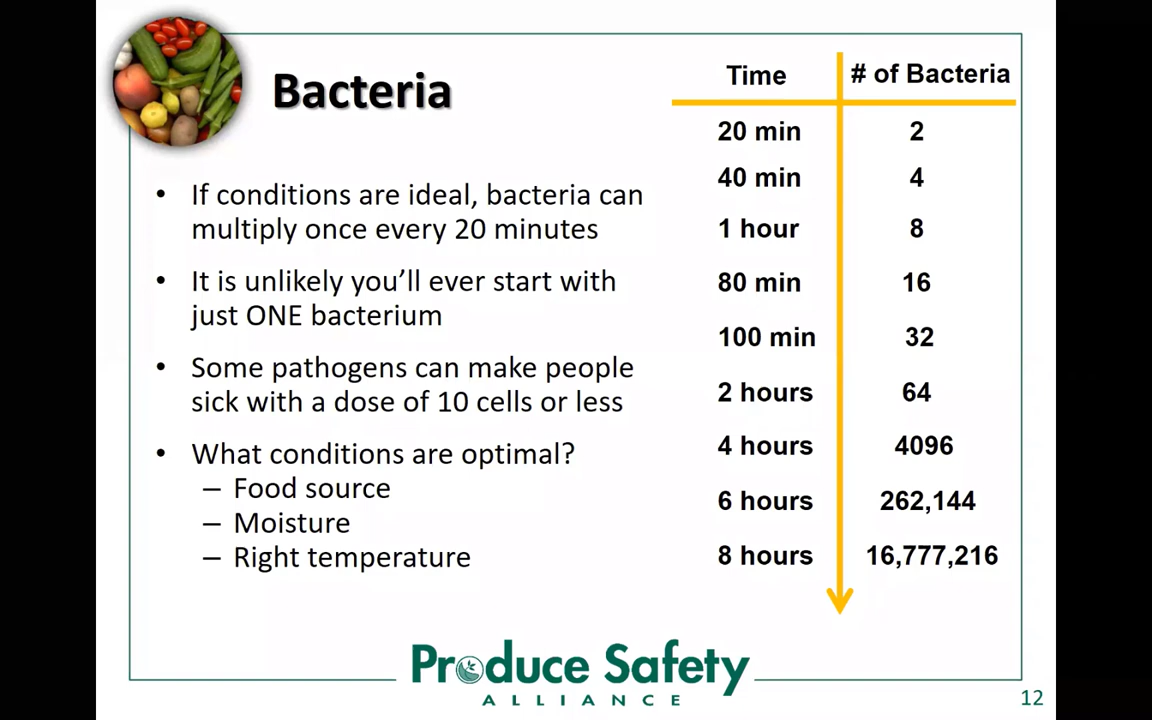 Bacteria
• If conditions are ideal, bacteria can
multiply once every 20 minutes
• It is unlikely you’ll ever start with
just ONE bacterium
• Some pathogens can make people
sick with a dose of 10 cells or less
• What conditions are optimal?
– Food source
– Moisture
– Right temperature
Time # of Bacteria
20 min 2
40 min 4
1 hour 8
80 min 16
100 min 32
2 hours 64
4 hours 4096
6 hours 262,144
8 hours 16,777,216
Produce Safety
ALLIANCE
12